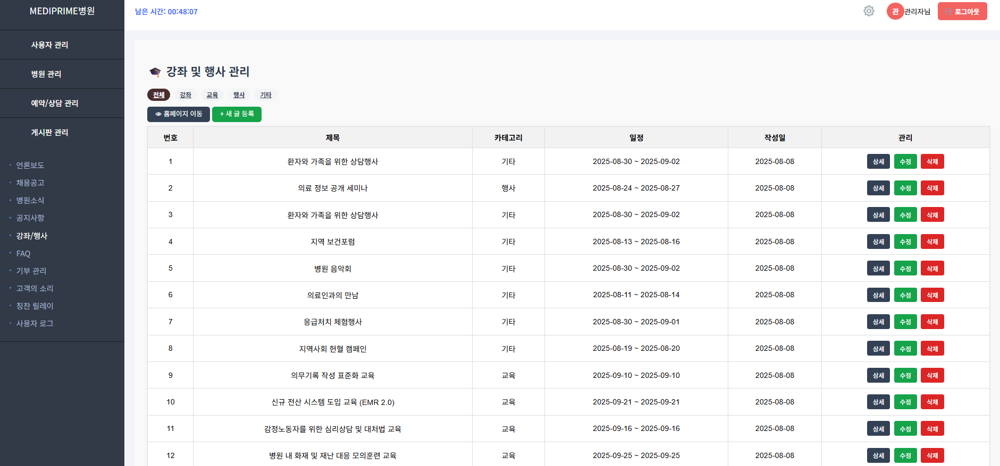 MEDIPRIME병원
남은 시간: 00:48:07
관 관리자님 로그아웃
사용자 관리
병원 관리
예약/상담 관리
게시판 관리
언론보도
채용공고
병원소식
공지사항
강좌/행사
FAQ
기부 관리
고객의 소리
칭찬 릴레이
사용자 로그
강좌 및 행사 관리
전체 강좌 교육 행사 기타
홈페이지 이동 + 새 글 등록
번호 제목 카테고리 일정 작성일 관리
1 환자와 가족을 위한 상담행사 기타 2025-08-30 ~ 2025-09-02 2025-08-08 상세 수정 삭제
2 의료 정보 공개 세미나 행사 2025-08-24 ~ 2025-08-27 2025-08-08 상세 수정 삭제
3 환자와 가족을 위한 상담행사 기타 2025-08-30 ~ 2025-09-02 2025-08-08 상세 수정 삭제
4 지역 보건포럼 기타 2025-08-13 ~ 2025-08-16 2025-08-08 상세 수정 삭제
5 병원 음악회 기타 2025-08-30 ~ 2025-09-02 2025-08-08 상세 수정 삭제
6 의료인과의 만남 기타 2025-08-11 ~ 2025-08-14 2025-08-08 상세 수정 삭제
7 응급처치 체험행사 기타 2025-08-30 ~ 2025-09-01 2025-08-08 상세 수정 삭제
8 지역사회 헌혈 캠페인 기타 2025-08-19 ~ 2025-08-20 2025-08-08 상세 수정 삭제
9 의무기록 작성 표준화 교육 교육 2025-09-10 ~ 2025-09-10 2025-08-08 상세 수정 삭제
10 신규 전산 시스템 도입 교육 (EMR 2.0) 교육 2025-09-21 ~ 2025-09-21 2025-08-08 상세 수정 삭제
11 감정노동자를 위한 심리상담 및 대처법 교육 교육 2025-09-16 ~ 2025-09-16 2025-08-08 상세 수정 삭제
12 병원 내 화재 및 재난 대응 모의훈련 교육 교육 2025-09-25 ~ 2025-09-25 2025-08-08 상세 수정 삭제